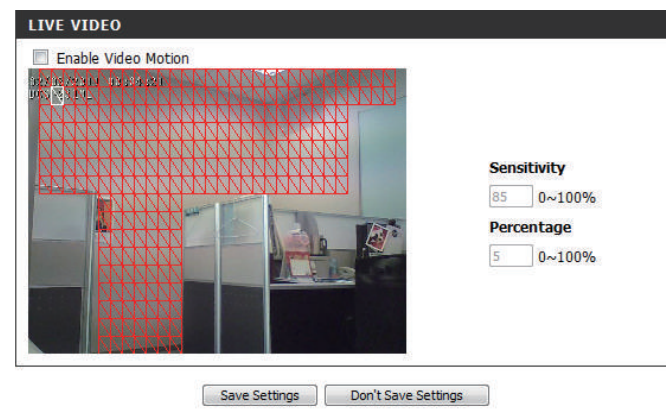 LIVE VIDEO
Enable Video Motion
Sensitivity
85 0~100%
Percentage
5 0~100%
Save Settings Don't Save Settings